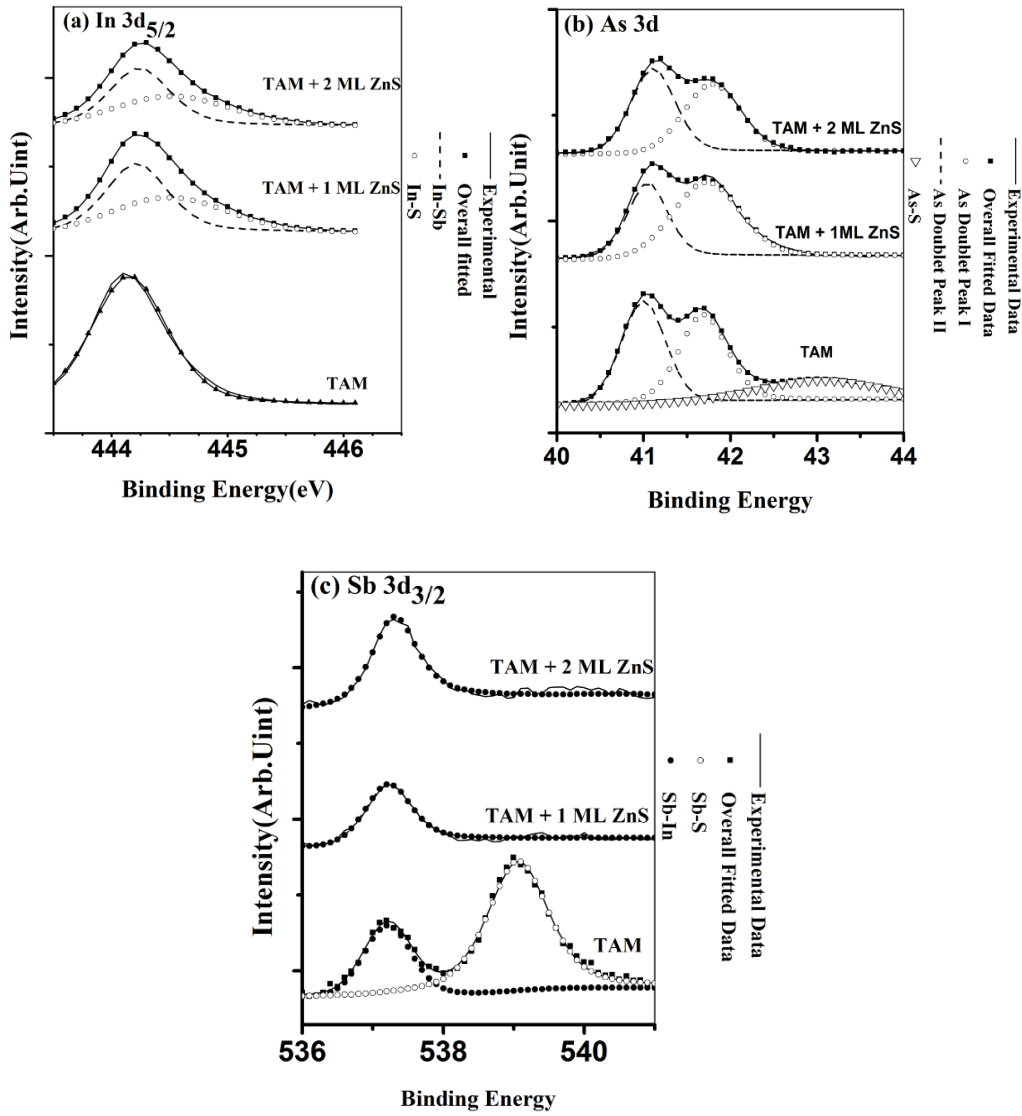 (a) In 3d5/2
TAM + 2 ML ZnS
TAM + 1 ML ZnS
TAM
Intensity(Arb.Uint)
444
445
446
Binding Energy(eV)
Experimental
Overall fitted
In-Sb
In-S
(b) As 3d
TAM + 2 ML ZnS
TAM + 1ML ZnS
TAM
Intensity(Arb.Uint)
40
41
42
43
44
Binding Energy
Experimental Data
Overall Fitted Data
As Doublet Peak I
As Doublet Peak II
As-S
(c) Sb 3d3/2
TAM + 2 ML ZnS
TAM + 1 ML ZnS
TAM
Intensity(Arb.Uint)
536
538
540
Binding Energy
Experimental Data
Overall Fitted Data
Sb-S
Sb-In